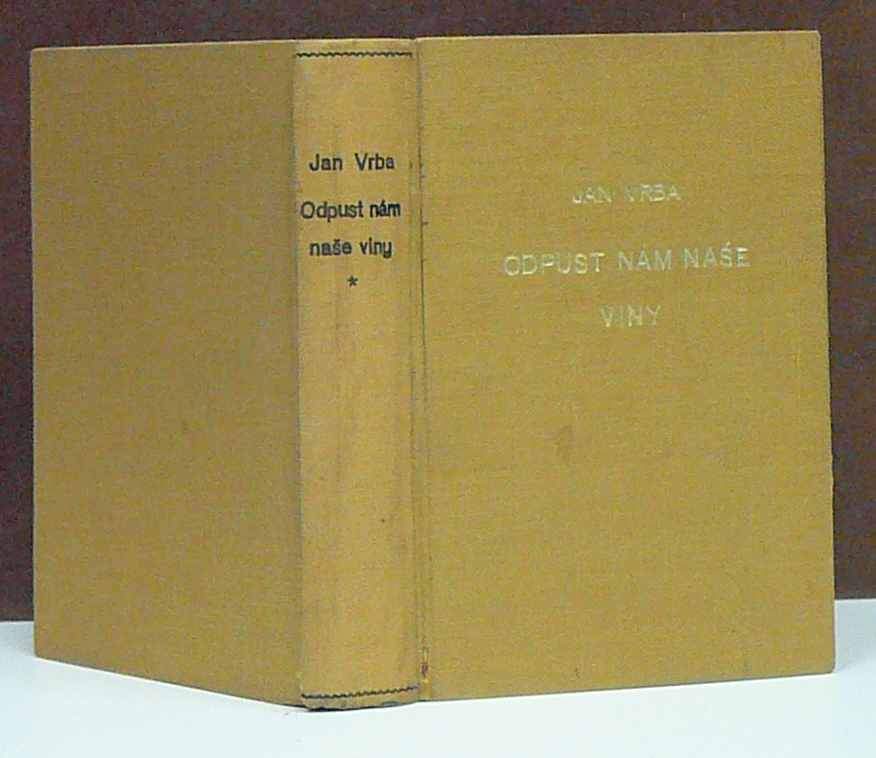 Jan Vrba
Odpust nám
naše viny
*
JAN VRBA
ODPUST NÁM NAŠE
VINY